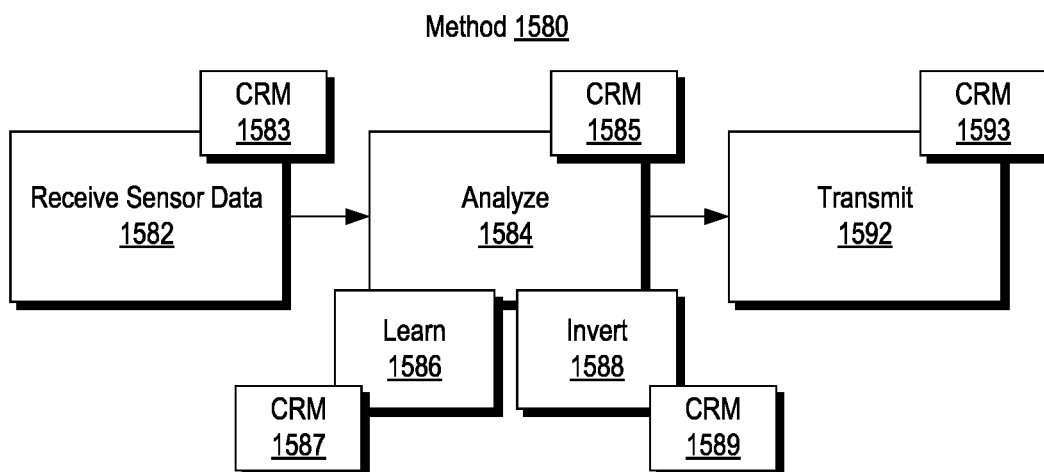 Method 1580
CRM
1583
Receive Sensor Data
1582
CRM
1585
Analyze
1584
CRM
1593
Transmit
1592
Learn
1586
CRM
1587
Invert
1588
CRM
1589